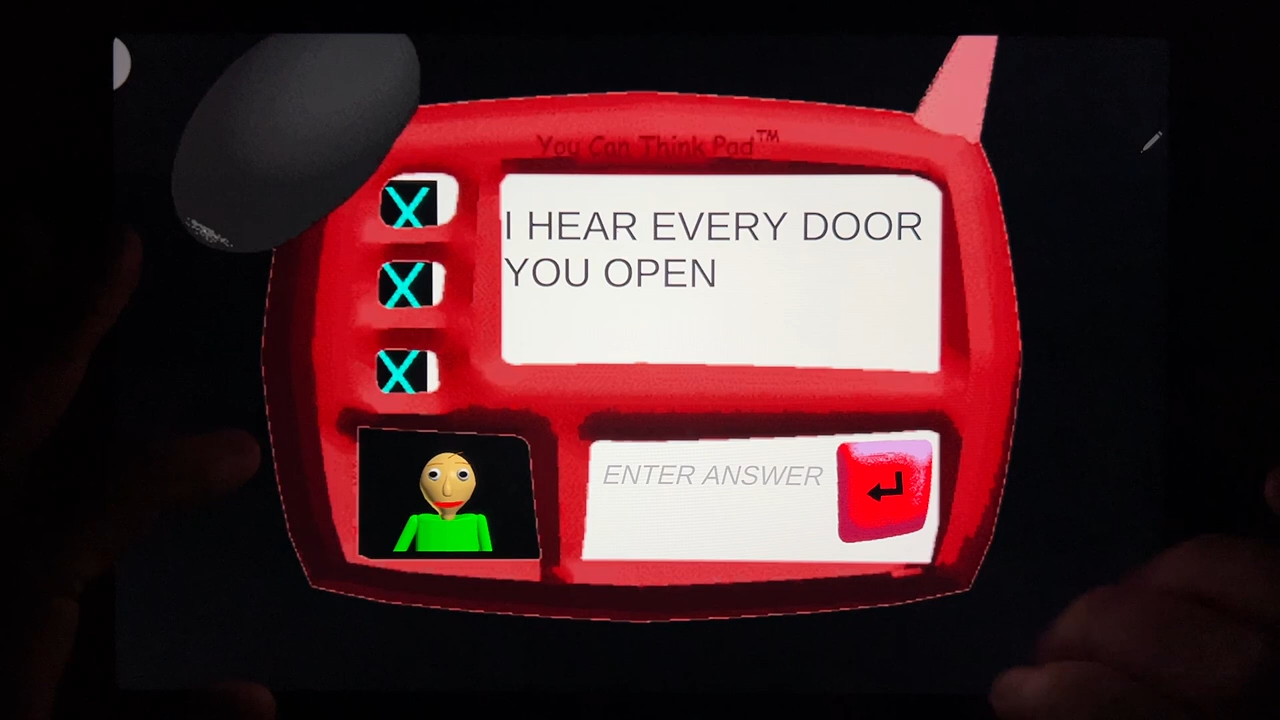 You Can Think Pad™
I HEAR EVERY DOOR
YOU OPEN
ENTER ANSWER